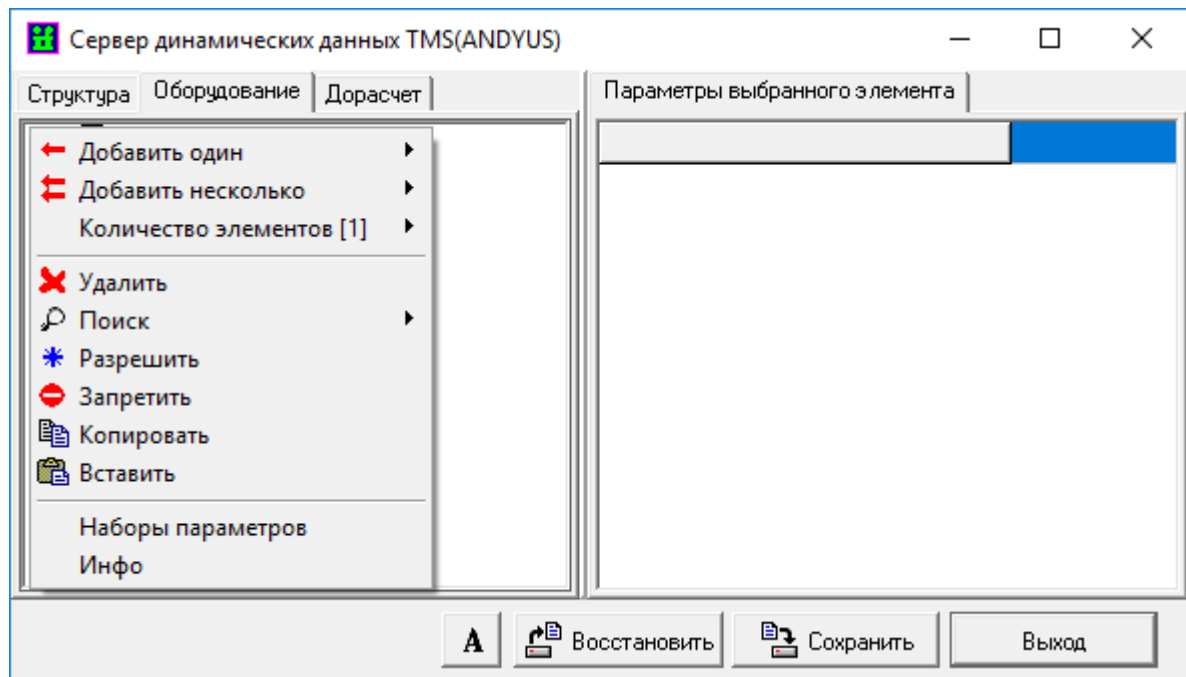 Сервер динамических данных TMS(ANDYUS)
Структура Оборудование Дорасчет
Параметры выбранного элемента
Добавить один
Добавить несколько
Количество элементов [1]
Удалить
Поиск
Разрешить
Запретить
Копировать
Вставить
Наборы параметров
Инфо
A Восстановить Сохранить Выход